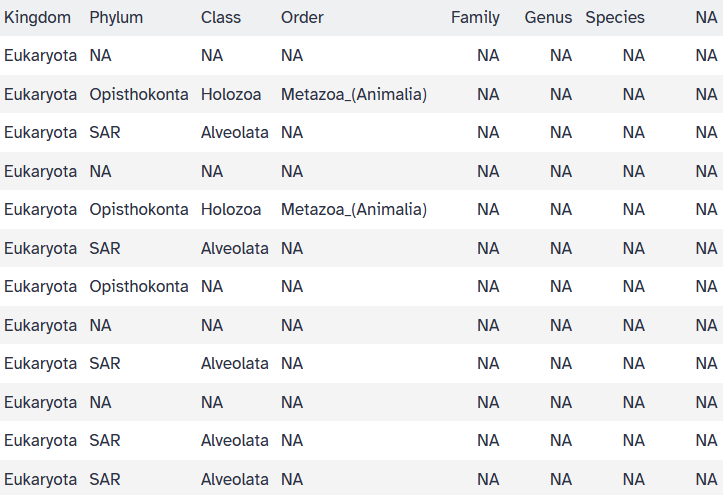 Kingdom Phylum Class Order Family Genus Species NA
Eukaryota NA NA NA NA NA NA NA
Eukaryota Opisthokonta Holozoa Metazoa_(Animalia) NA NA NA NA
Eukaryota SAR Alveolata NA NA NA NA NA
Eukaryota NA NA NA NA NA NA NA
Eukaryota Opisthokonta Holozoa Metazoa_(Animalia) NA NA NA NA
Eukaryota SAR Alveolata NA NA NA NA NA
Eukaryota Opisthokonta NA NA NA NA NA NA
Eukaryota NA NA NA NA NA NA NA
Eukaryota SAR Alveolata NA NA NA NA NA
Eukaryota NA NA NA NA NA NA NA
Eukaryota SAR Alveolata NA NA NA NA NA
Eukaryota SAR Alveolata NA NA NA NA NA